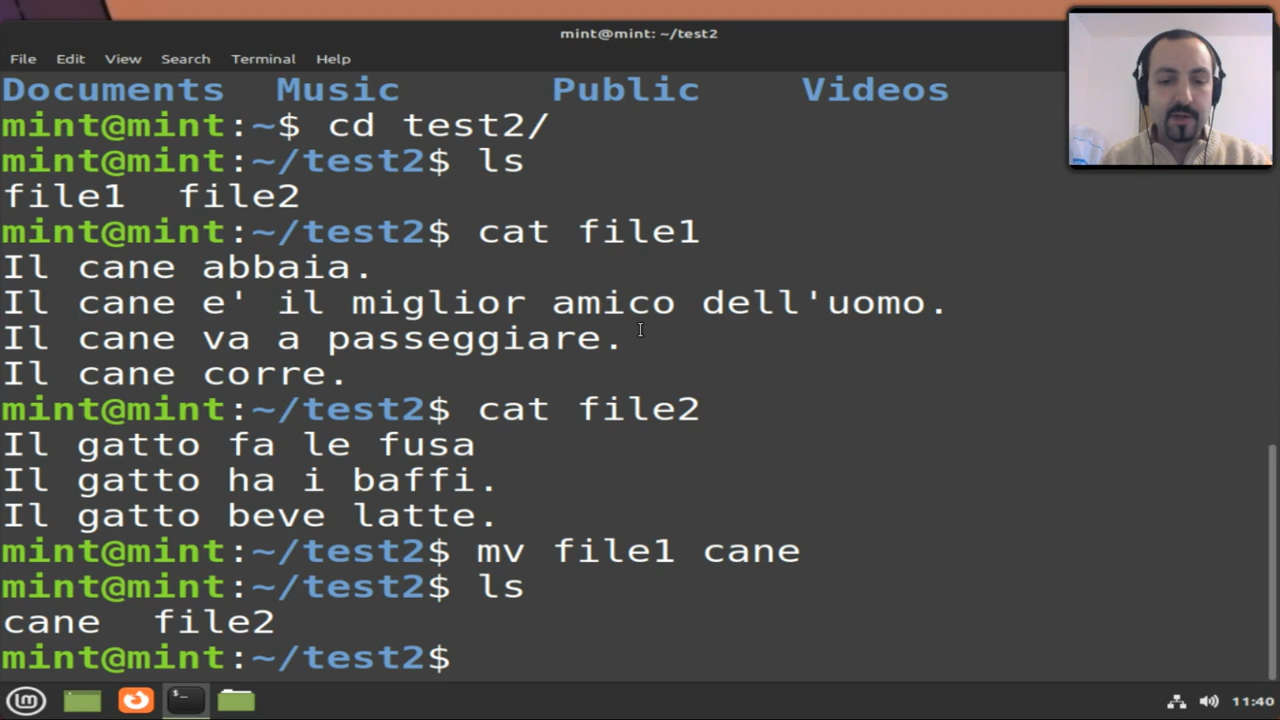 mint@mint: ~/test2
File Edit View Search Terminal Help
Documents Music Public Videos
mint@mint:~$ cd test2/
mint@mint:~/test2$ ls
file1 file2
mint@mint:~/test2$ cat file1
Il cane abbaia.
Il cane e' il miglior amico dell'uomo.
Il cane va a passeggiare.
Il cane corre.
mint@mint:~/test2$ cat file2
Il gatto fa le fusa
Il gatto ha i baffi.
Il gatto beve latte.
mint@mint:~/test2$ mv file1 cane
mint@mint:~/test2$ ls
cane file2
mint@mint:~/test2$
11:40